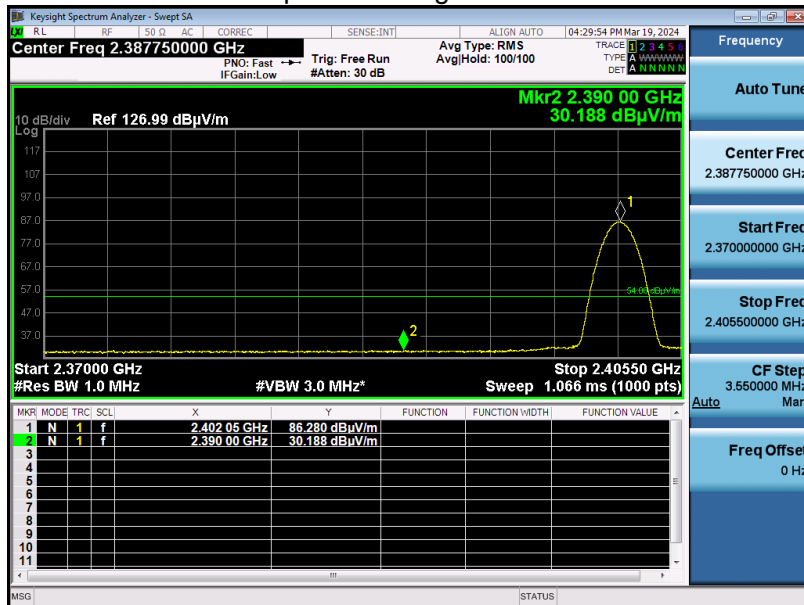 Keysight Spectrum Analyzer - Swept SA
LXI RL RF 50 Ω AC CORREC SENSE:INT ALIGN AUTO 04:29:54 PM Mar 19, 2024
Center Freq 2.387750000 GHz
PNO: Fast
IFGain:Low
Trig: Free Run
#Atten: 30 dB
Avg Type: RMS
Avg|Hold: 100/100
TRACE 1 2 3 4 5 6
TYPE A WWWWW
DET A N N N N N
Mkr2 2.390 00 GHz
30.188 dBµV/m
10 dB/div Ref 126.99 dBµV/m
Log
117
107
97.0
87.0
77.0
67.0
57.0
47.0
37.0
1
2
Start 2.37000 GHz Stop 2.40550 GHz
#Res BW 1.0 MHz #VBW 3.0 MHz* Sweep 1.066 ms (1000 pts)
MKR MODE TRC SCL X Y FUNCTION FUNCTION WIDTH FUNCTION VALUE
1 N 1 f 2.402 05 GHz 86.280 dBµV/m
2 N 1 f 2.390 00 GHz 30.188 dBµV/m
3
4
5
6
7
8
9
10
11
MSG STATUS
Frequency
Auto Tune
Center Freq
2.387750000 GHz
Start Freq
2.370000000 GHz
Stop Freq
2.405500000 GHz
CF Step
3.550000 MHz
Auto Man
Freq Offset
0 Hz